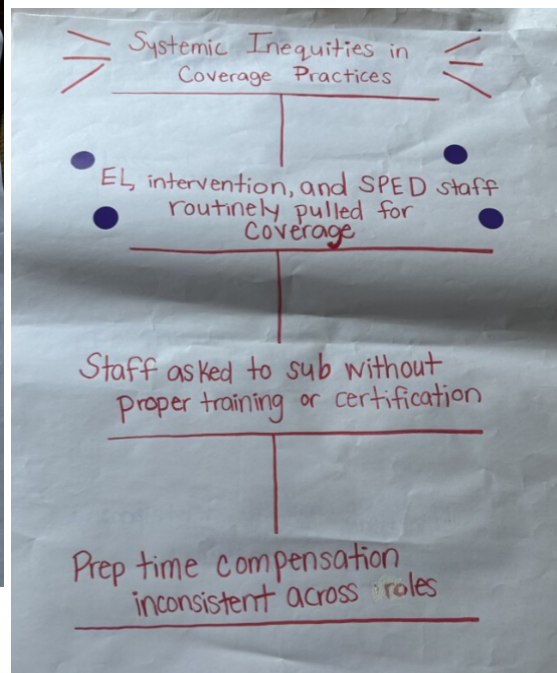 Systemic Inequities in
Coverage Practices
EL, intervention, and SPED staff
routinely pulled for
Coverage
Staff asked to sub without
proper training or certification
Prep time compensation
inconsistent across roles